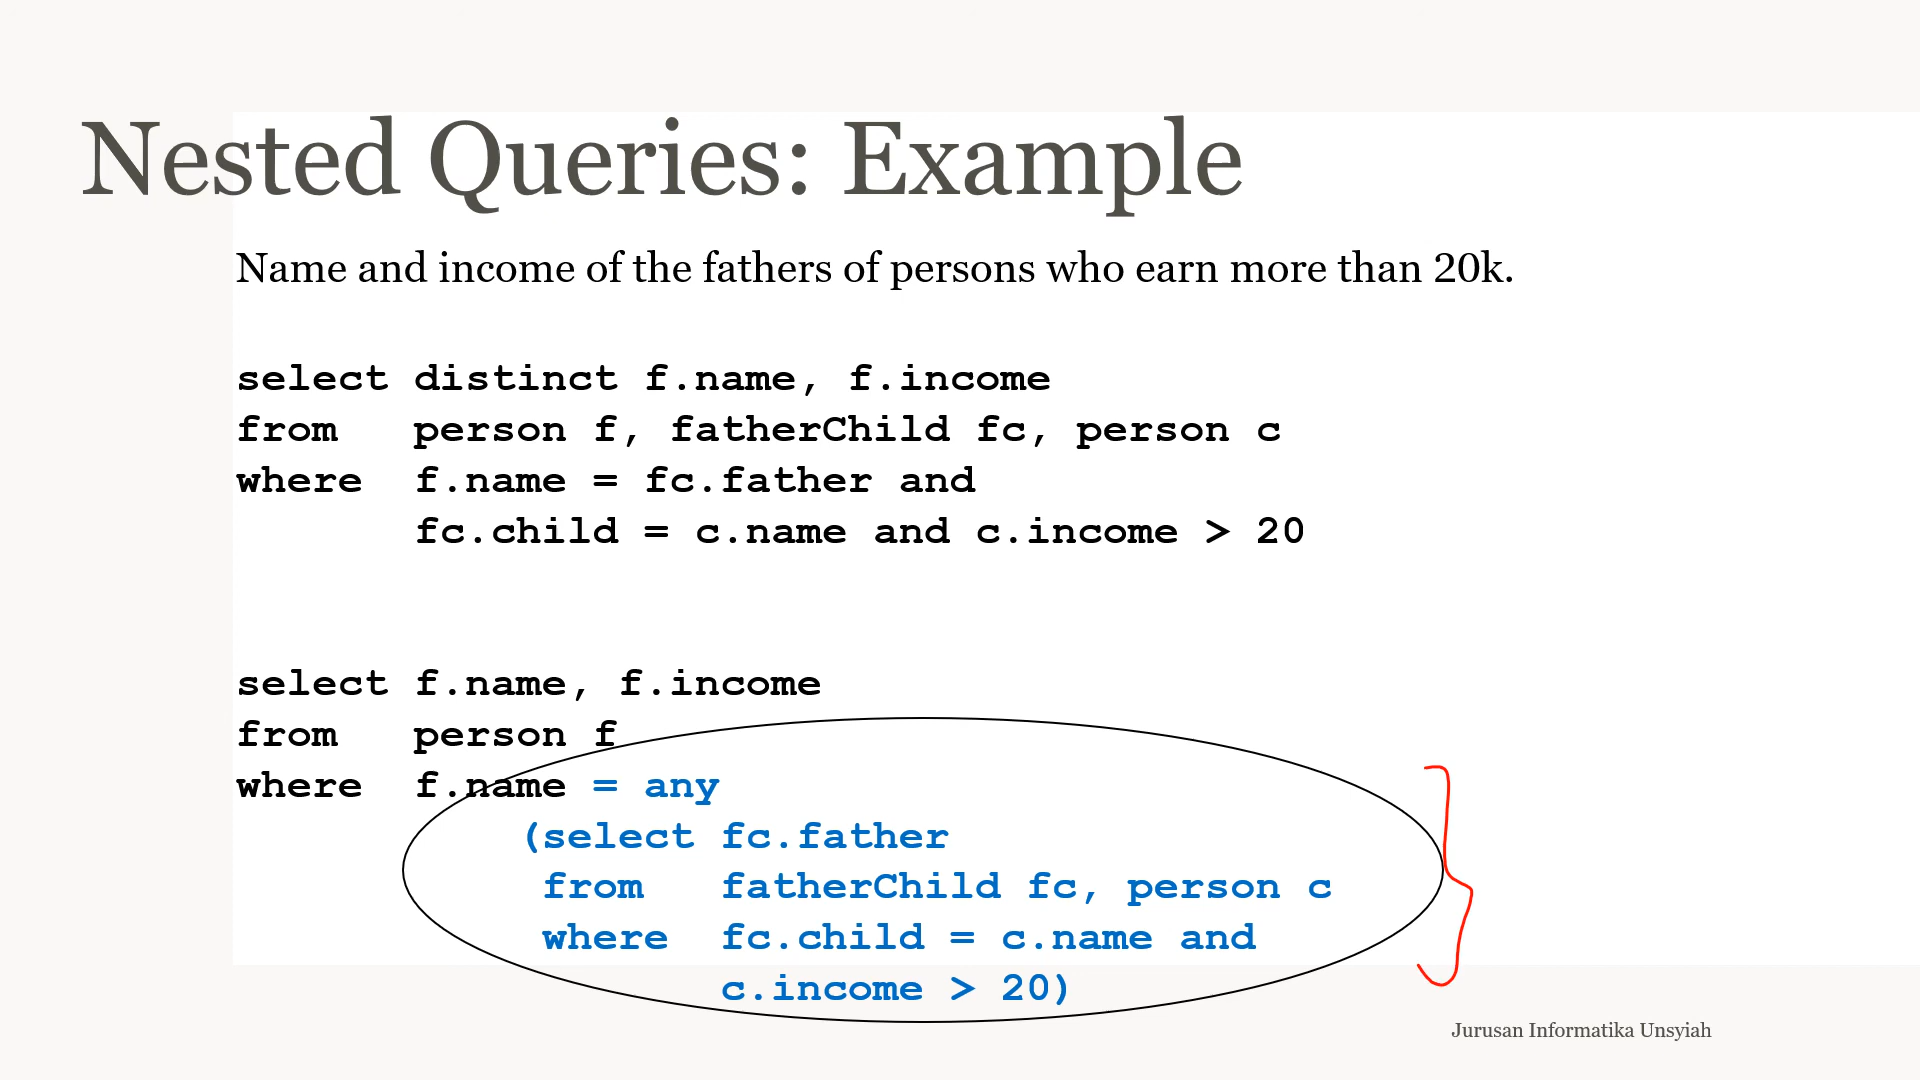 Nested Queries: Example
Name and income of the fathers of persons who earn more than 20k.
select distinct f.name, f.income
from   person f, fatherChild fc, person c
where  f.name = fc.father and
       fc.child = c.name and c.income > 20
select f.name, f.income
from   person f
where  f.name = any
           (select fc.father
            from   fatherChild fc, person c
            where  fc.child = c.name and
                   c.income > 20)
Jurusan Informatika Unsyiah